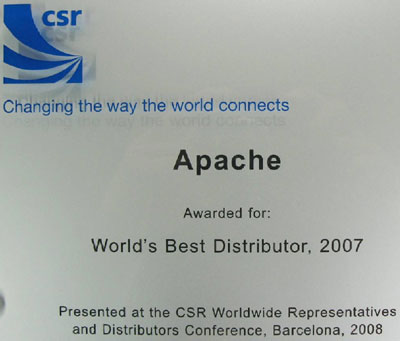 csr
Changing the way the world connects
Apache
Awarded for:
World's Best Distributor, 2007
Presented at the CSR Worldwide Representatives
and Distributors Conference, Barcelona, 2008